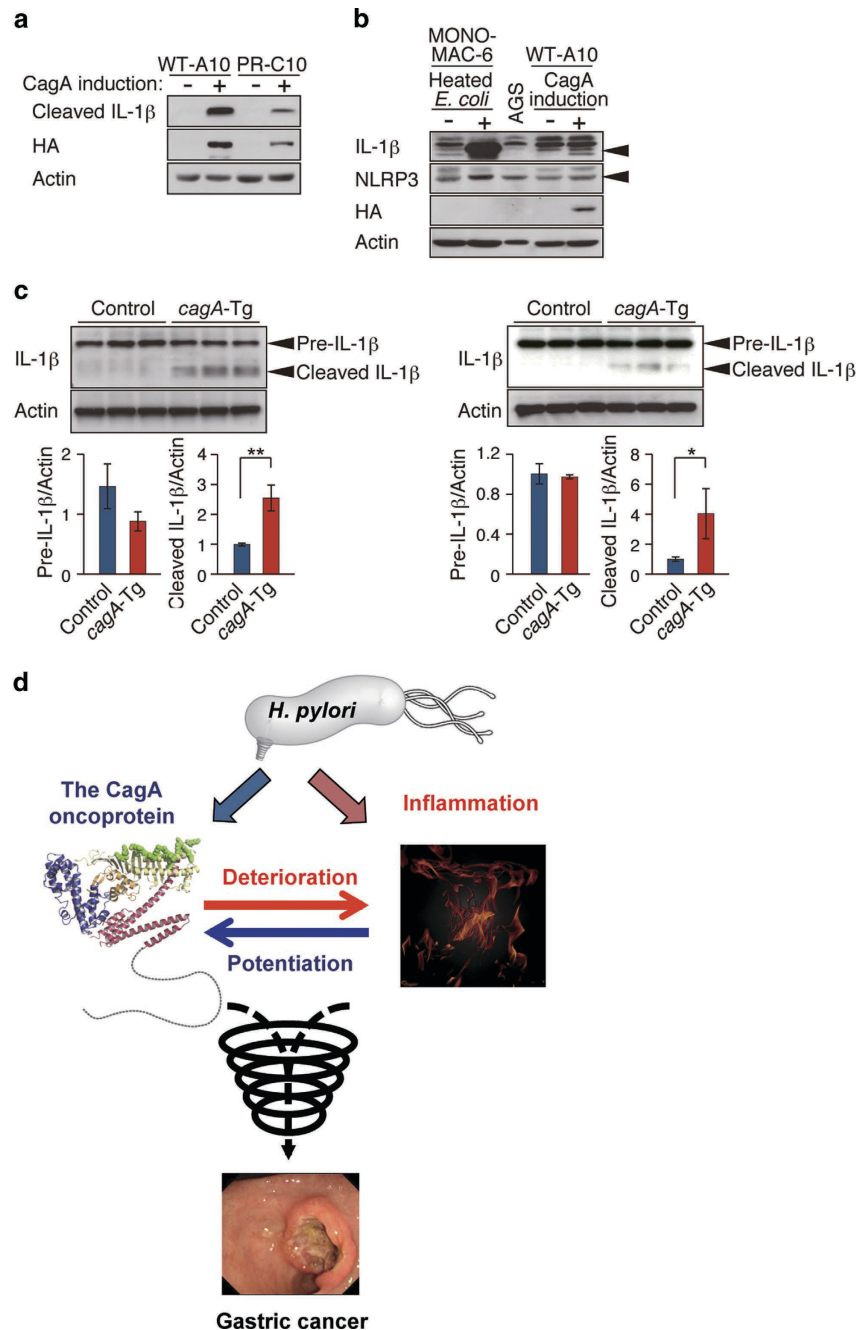 a
WT-A10 PR-C10
CagA induction: - + - +
Cleaved IL-1β
HA
Actin
b
MONO-
MAC-6
WT-A10
Heated
E. coli
AGS
CagA
induction
- + - +
IL-1β
NLRP3
HA
Actin
c
Control cagA-Tg
IL-1β
Pre-IL-1β
Cleaved IL-1β
Actin
Pre-IL-1β/Actin
2
1
0
Control
cagA-Tg
Cleaved IL-1β/Actin
4
3
2
1
0
**
Control
cagA-Tg
Control cagA-Tg
IL-1β
Pre-IL-1β
Cleaved IL-1β
Actin
Pre-IL-1β/Actin
1.2
0.8
0.4
0
Control
cagA-Tg
Cleaved IL-1β/Actin
8
6
4
2
0
*
Control
cagA-Tg
d
H. pylori
The CagA
oncoprotein
Inflammation
Deterioration
Potentiation
Gastric cancer